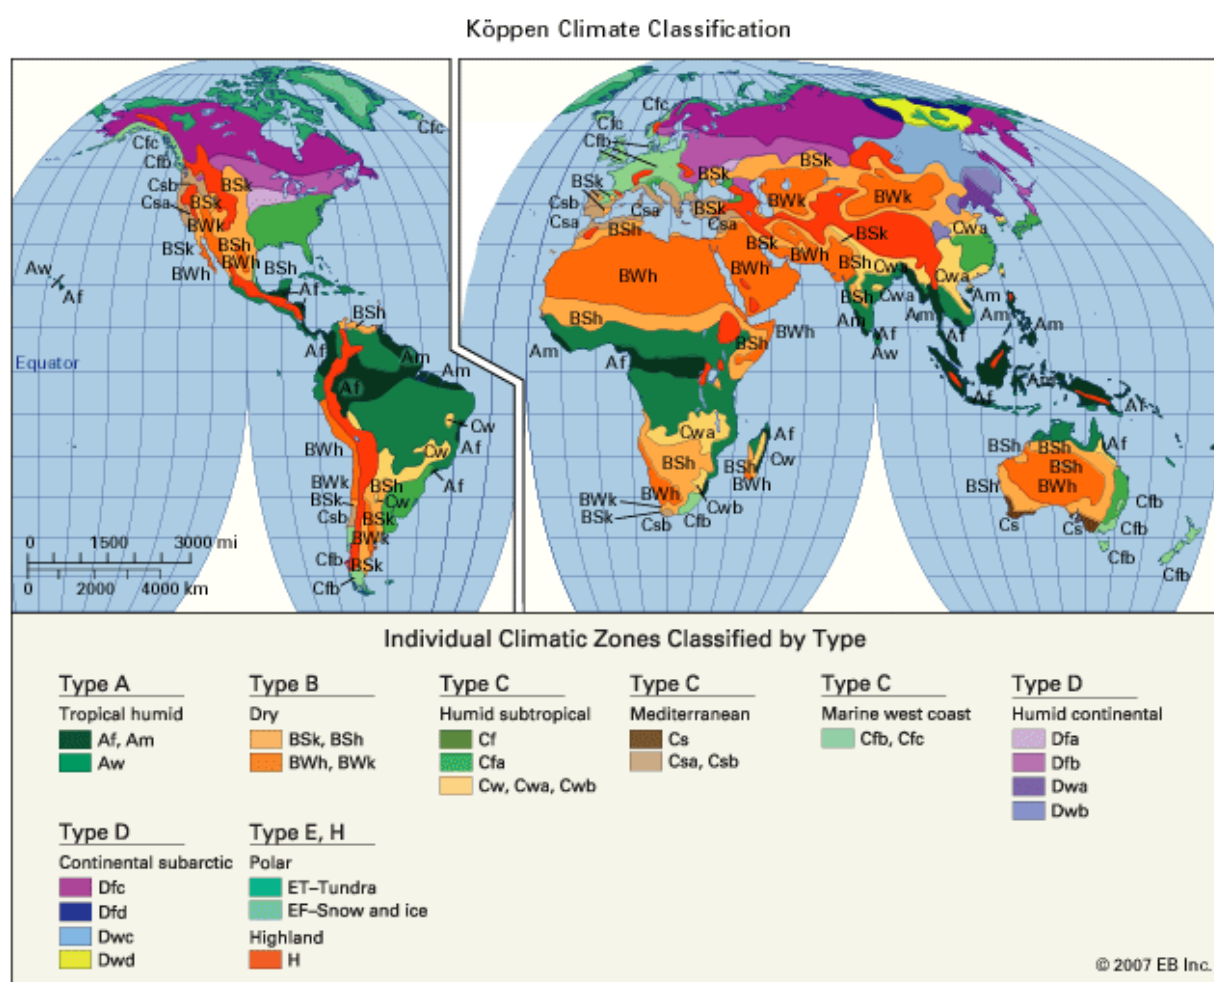 Köppen Climate Classification
Cfc
Cfc
Cfb
Csb
BSk
Csa
BSk
BWk
BSk
BSh
BWh
BWh
BSh
Aw
Af
Af
BSh
Equator
Af
Am
Am
Af
Cw
BWh
Cw
Af
BWk
BSh
Af
BSk
Cw
Csb
BSk
BWk
Cfb
BSk
Cfb
0 1500 3000 mi
0 2000 4000 km
Cfc
Cfc
Cfb
BSk
BSk
BSk
Csb
BWk
BWk
Csa
Csa
BSk
BSh
Csa
BSk
BSk
Cwa
BWh
BWh
BWh
BSh
Cwa
Cwa
BSh
Cwa
Am
BSh
BWh
Am
Am
Am
Am
Am
Af
BSh
Aw
Af
Af
Am
Af
Af
Cwa
Af
Cw
BSh
BSh
BWh
BWh
BWk
BSk
Csb
Cfb
Cwb
BSh
BSh
Af
BSh
BSh
BWh
Cfb
Cs
Cs
Cfb
Cfb
Cfb
Individual Climatic Zones Classified by Type
Type A
Tropical humid
Af, Am
Aw
Type B
Dry
BSk, BSh
BWh, BWk
Type C
Humid subtropical
Cf
Cfa
Cw, Cwa, Cwb
Type C
Mediterranean
Cs
Csa, Csb
Type C
Marine west coast
Cfb, Cfc
Type D
Humid continental
Dfa
Dfb
Dwa
Dwb
Type D
Continental subarctic
Dfc
Dfd
Dwc
Dwd
Type E, H
Polar
ET–Tundra
EF–Snow and ice
Highland
H
© 2007 EB Inc.